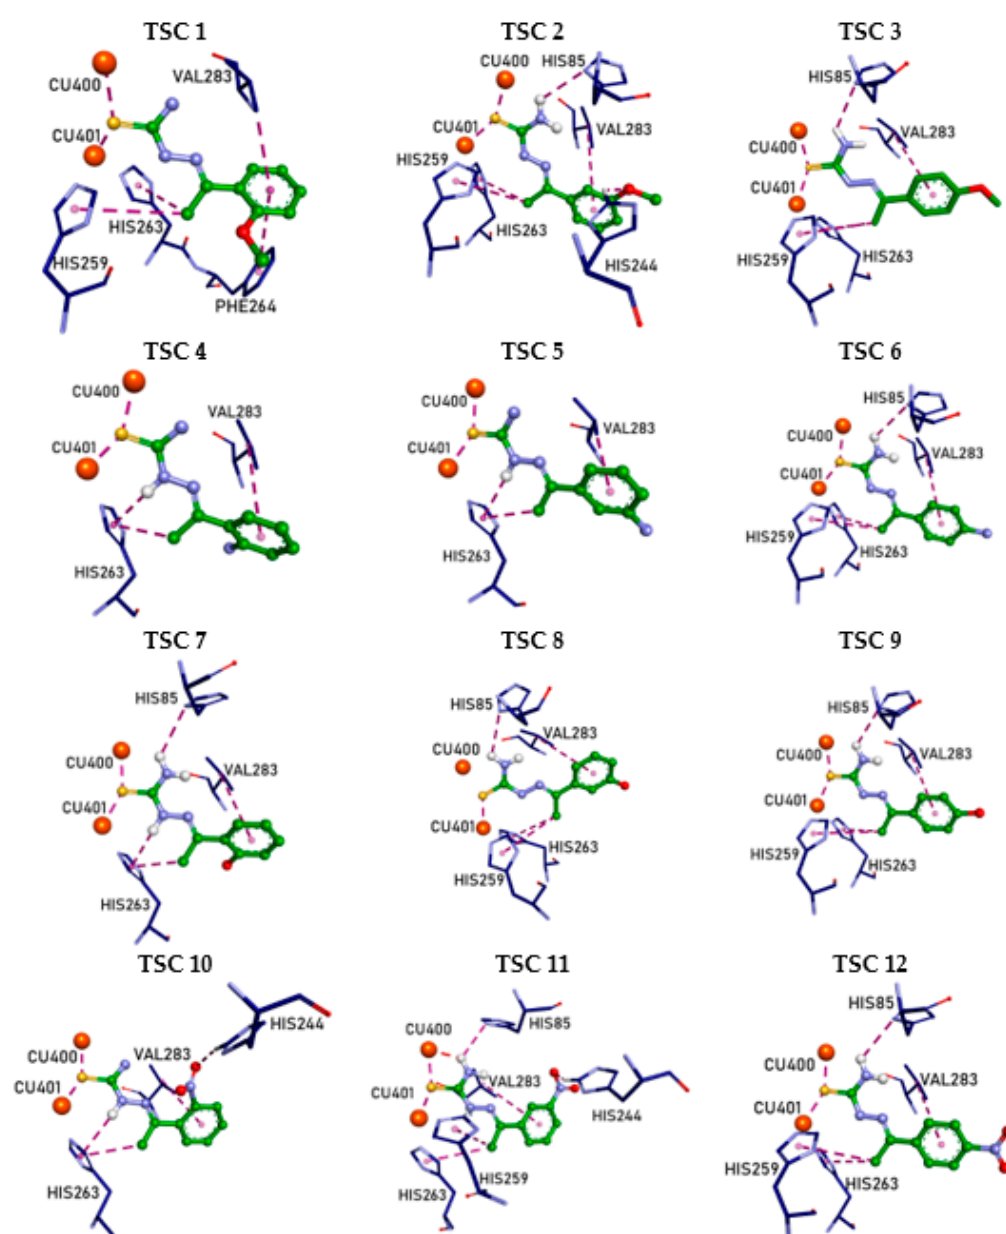 TSC 1 TSC 2 TSC 3
CU400 VAL283 CU401 HIS263 HIS259 PHE264
CU400 HIS85 CU401 VAL283 HIS259 HIS263 HIS244
HIS85 CU400 VAL283 CU401 HIS259 HIS263
TSC 4 TSC 5 TSC 6
CU400 VAL283 CU401 HIS263
CU400 VAL283 CU401 HIS263
HIS85 CU400 VAL283 CU401 HIS259 HIS263
TSC 7 TSC 8 TSC 9
HIS85 CU400 VAL283 CU401 HIS263
HIS85 CU400 VAL283 CU401 HIS263 HIS259
HIS85 CU400 VAL283 CU401 HIS259 HIS263
TSC 10 TSC 11 TSC 12
HIS244 CU400 VAL283 CU401 HIS263
CU400 HIS85 CU401 VAL283 HIS244 HIS259 HIS263
HIS85 CU400 VAL283 CU401 HIS259 HIS263